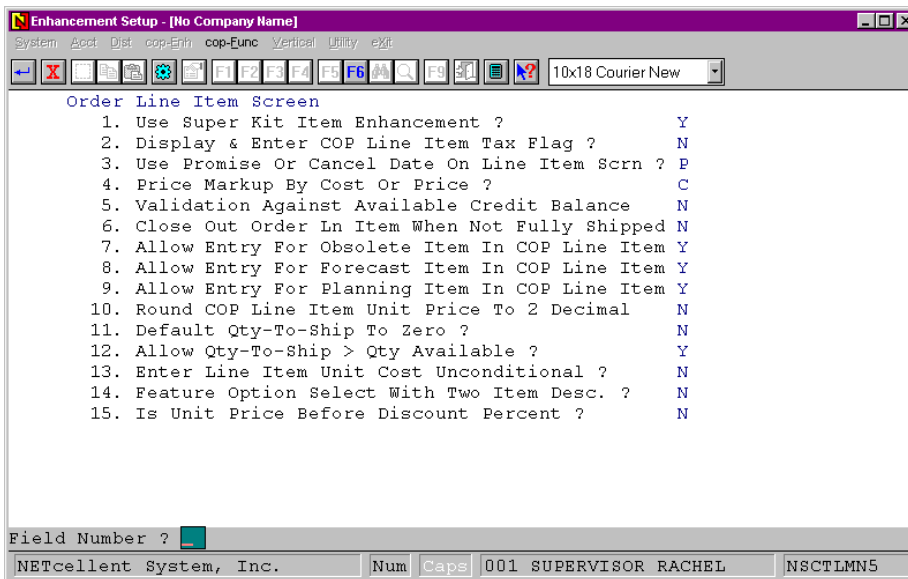 Enhancement Setup - [No Company Name]
System Acct Dist cop-Enh cop-Func Vertical Utility eXit
X F1 F2 F3 F4 F5 F6 F9 ? 10x18 Courier New
Order Line Item Screen
1. Use Super Kit Item Enhancement ? Y
2. Display & Enter COP Line Item Tax Flag ? N
3. Use Promise Or Cancel Date On Line Item Scrn ? P
4. Price Markup By Cost Or Price ? C
5. Validation Against Available Credit Balance N
6. Close Out Order Ln Item When Not Fully Shipped N
7. Allow Entry For Obsolete Item In COP Line Item Y
8. Allow Entry For Forecast Item In COP Line Item Y
9. Allow Entry For Planning Item In COP Line Item Y
10. Round COP Line Item Unit Price To 2 Decimal N
11. Default Qty-To-Ship To Zero ? N
12. Allow Qty-To-Ship > Qty Available ? Y
13. Enter Line Item Unit Cost Unconditional ? N
14. Feature Option Select With Two Item Desc. ? N
15. Is Unit Price Before Discount Percent ? N
Field Number ? _
NETcellent System, Inc. Num Caps 001 SUPERVISOR RACHEL NSCTLMN5